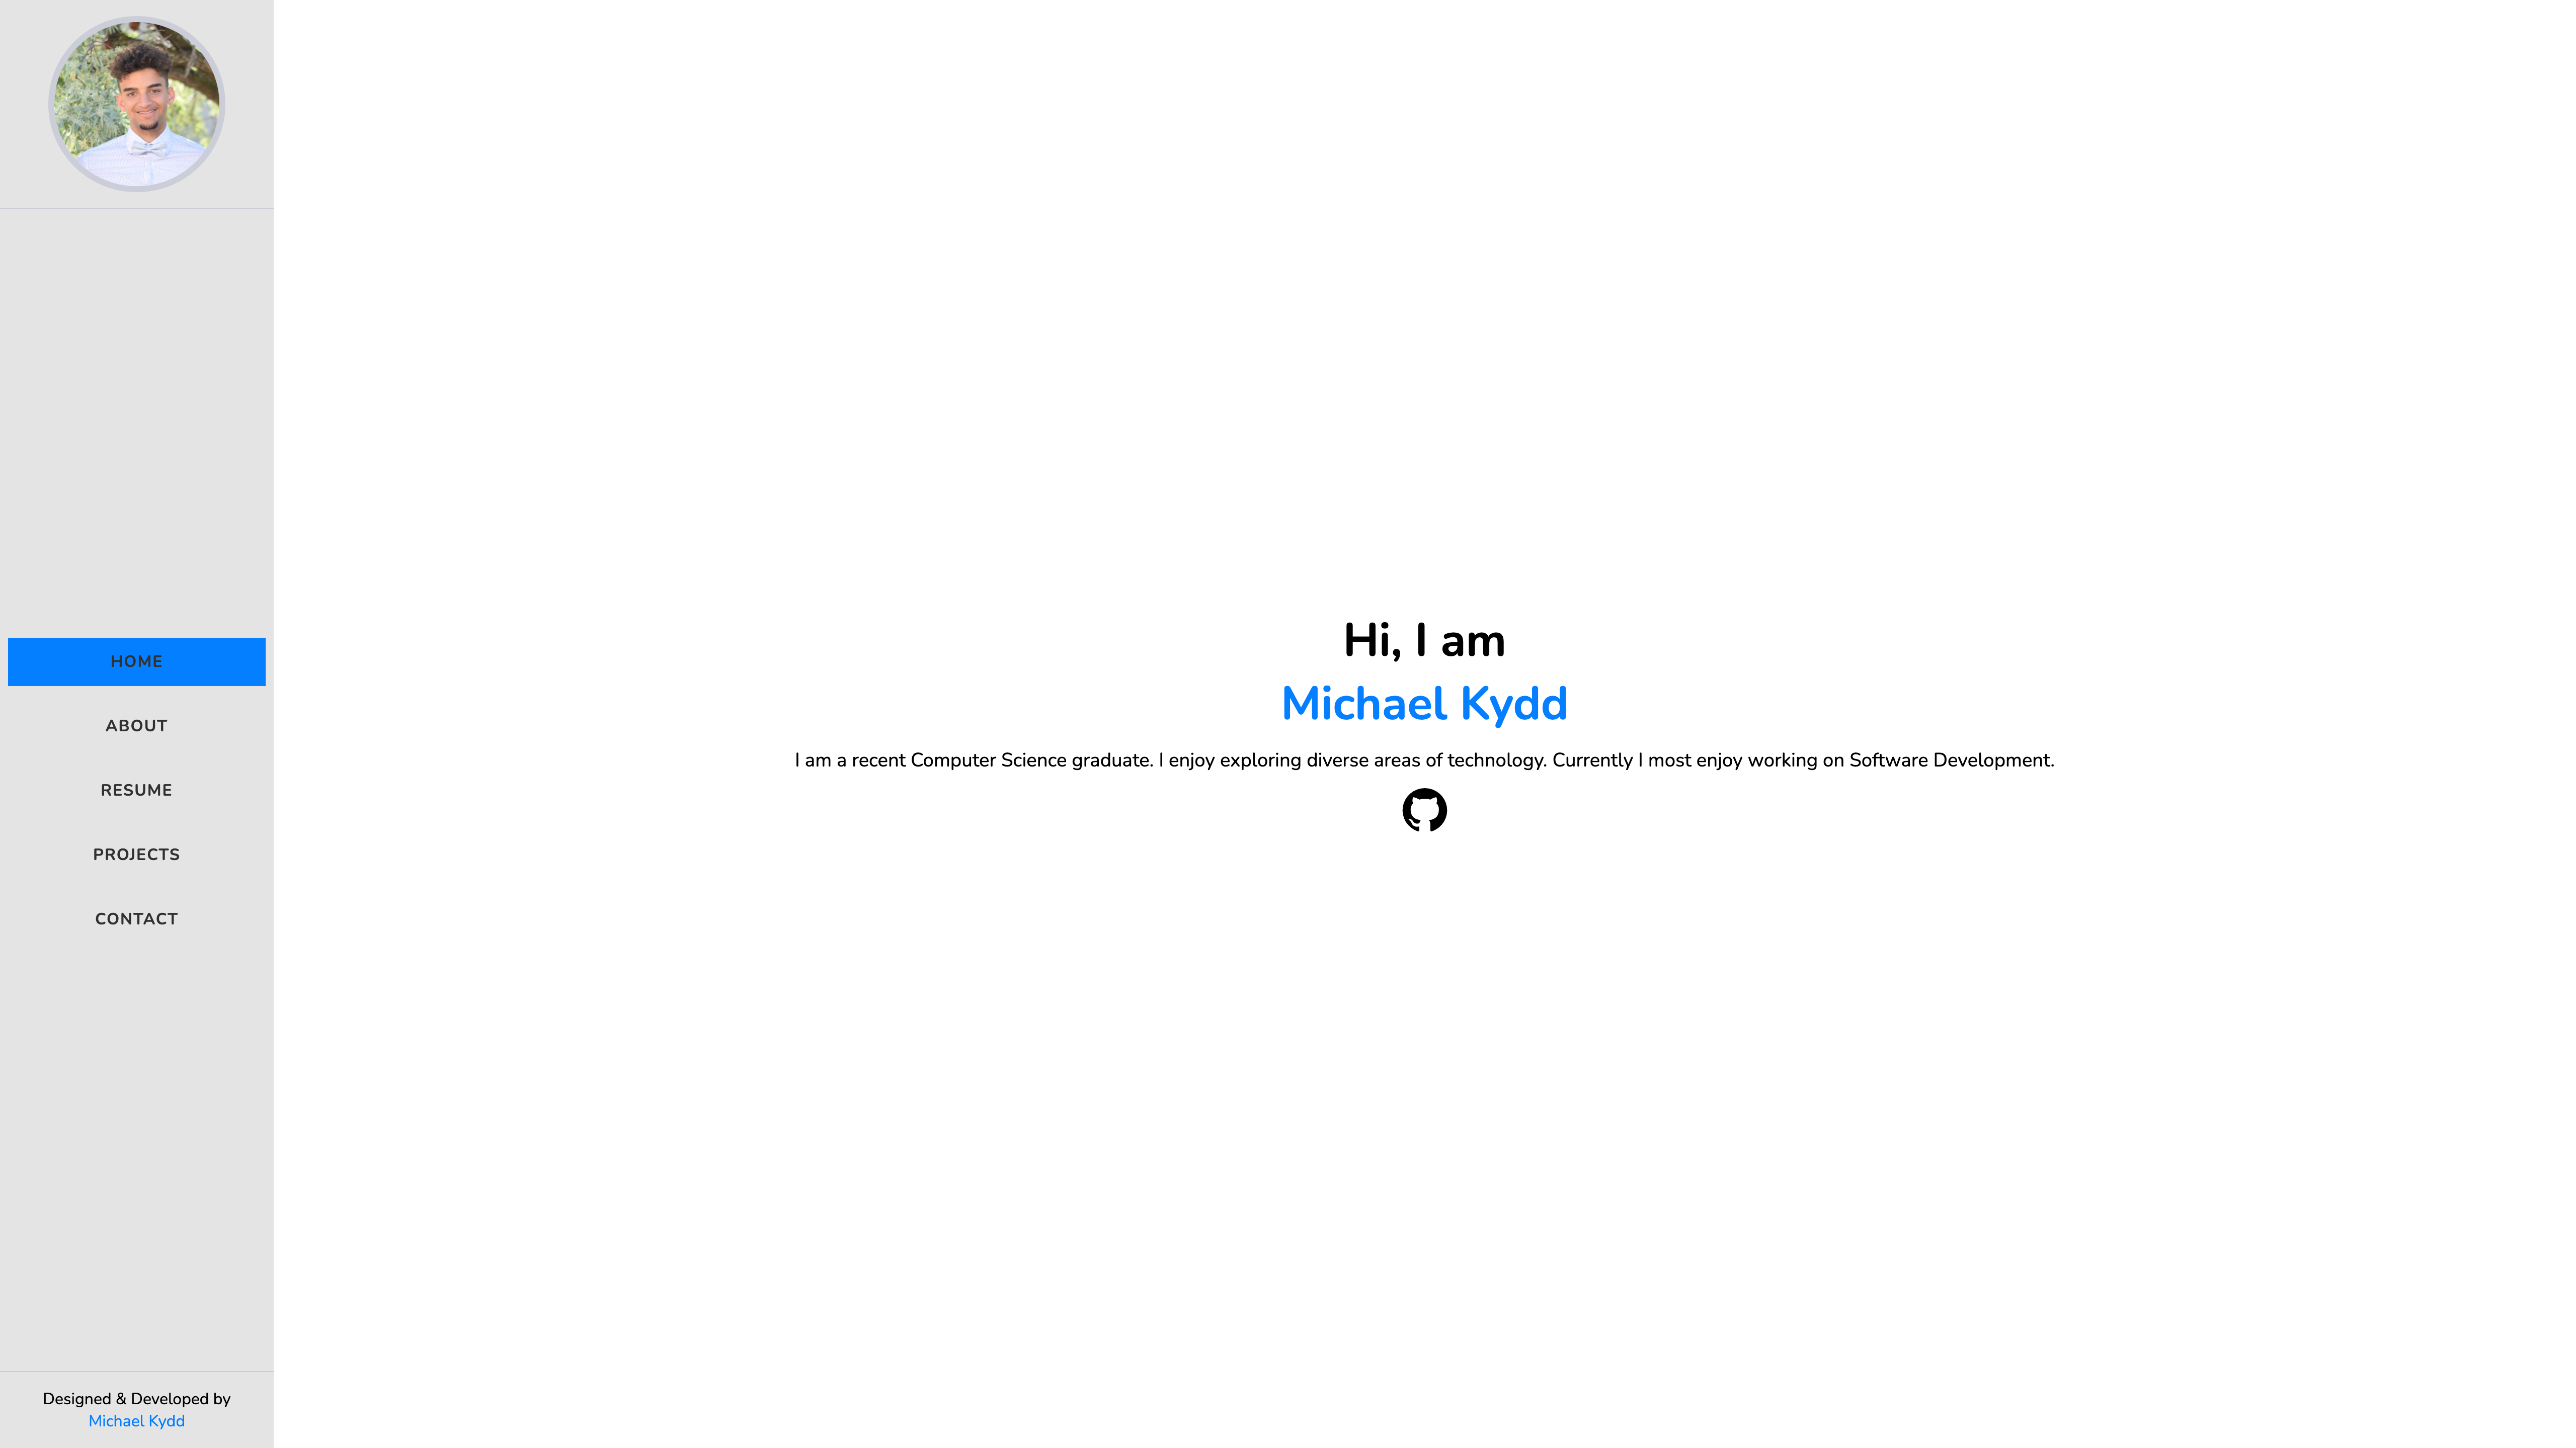 HOME
ABOUT
RESUME
PROJECTS
CONTACT
Designed & Developed by
Michael Kydd
Hi, I am
Michael Kydd
I am a recent Computer Science graduate. I enjoy exploring diverse areas of technology. Currently I most enjoy working on Software Development.